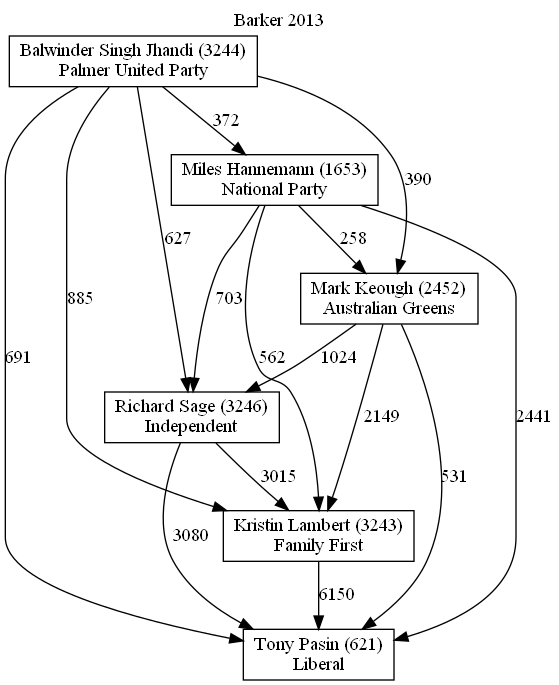 Barker 2013
Balwinder Singh Jhandi (3244)
Palmer United Party
372
Miles Hannemann (1653)
National Party
390
627
258
885
703
Mark Keough (2452)
Australian Greens
691
562
1024
2149
2441
Richard Sage (3246)
Independent
531
3015
3080
Kristin Lambert (3243)
Family First
6150
Tony Pasin (621)
Liberal